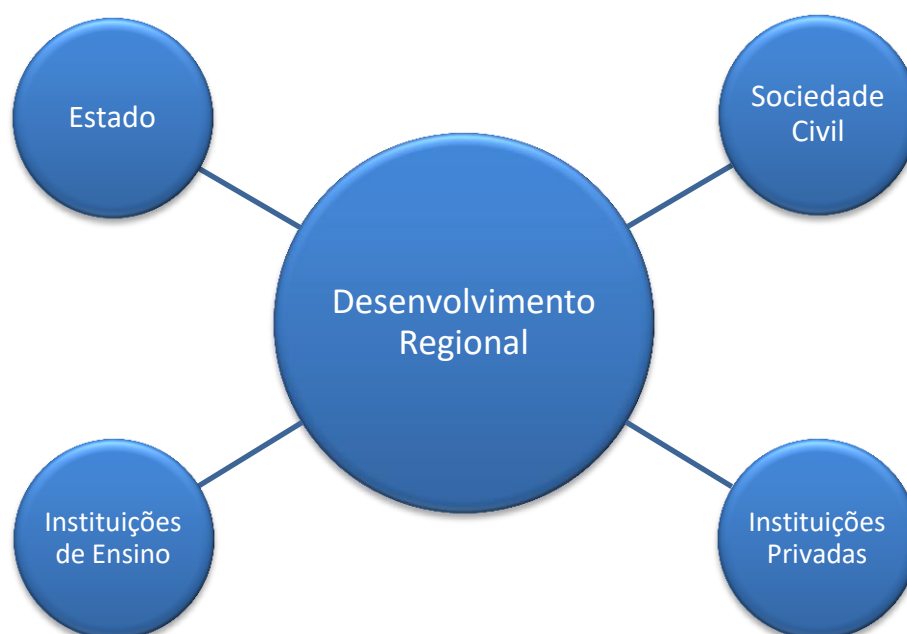 Estado
Sociedade
Civil
Desenvolvimento
Regional
Instituições
de Ensino
Instituições
Privadas